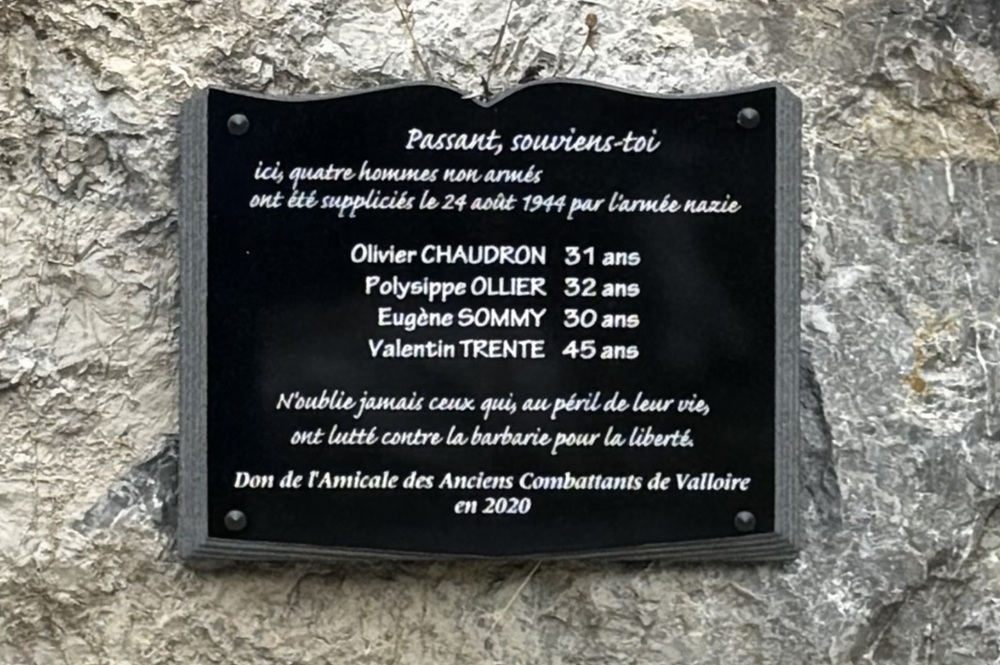 Passant, souviens-toi
ici, quatre hommes non armés
ont été suppliciés le 24 août 1944 par l'armée nazie
Olivier CHAUDRON 31 ans
Polysippe OLLIER 32 ans
Eugène SOMMY 30 ans
Valentin TRENTE 45 ans
N'oublie jamais ceux qui, au péril de leur vie,
ont lutté contre la barbarie pour la liberté.
Don de l'Amicale des Anciens Combattants de Valloire
en 2020